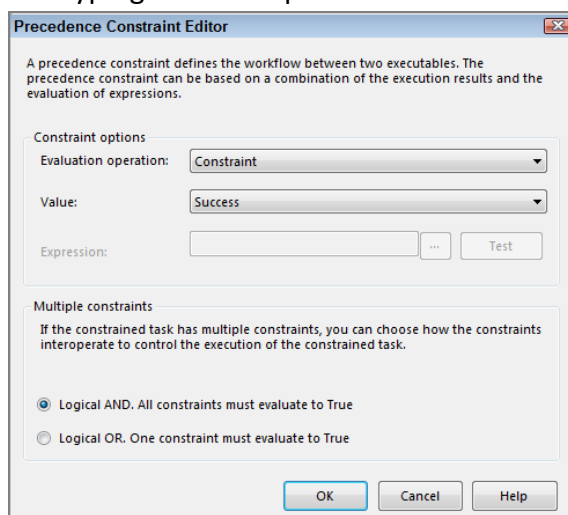 Precedence Constraint Editor
A precedence constraint defines the workflow between two executables. The
precedence constraint can be based on a combination of the execution results and the
evaluation of expressions.
Constraint options
Evaluation operation: Constraint
Value: Success
Expression: ... Test
Multiple constraints
If the constrained task has multiple constraints, you can choose how the constraints
interoperate to control the execution of the constrained task.
Logical AND. All constraints must evaluate to True
Logical OR. One constraint must evaluate to True
OK Cancel Help